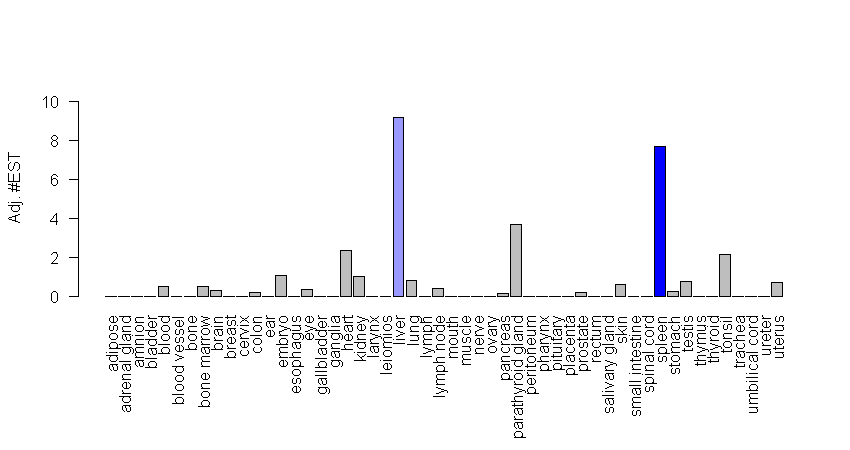 Adj. #EST
10
8
6
4
2
0
adipose
adrenal gland
amnion
bladder
blood
blood vessel
bone
bone marrow
brain
breast
cervix
colon
ear
embryo
esophagus
eye
gallbladder
ganglia
heart
kidney
larynx
leiomios
liver
lung
lymph
lymph node
mouth
muscle
nerve
ovary
pancreas
parathyroid gland
peritoneum
pharynx
pituitary
placenta
prostate
rectum
salivary gland
skin
small intestine
spinal cord
spleen
stomach
testis
thymus
thyroid
tonsil
trachea
umbilical cord
ureter
uterus